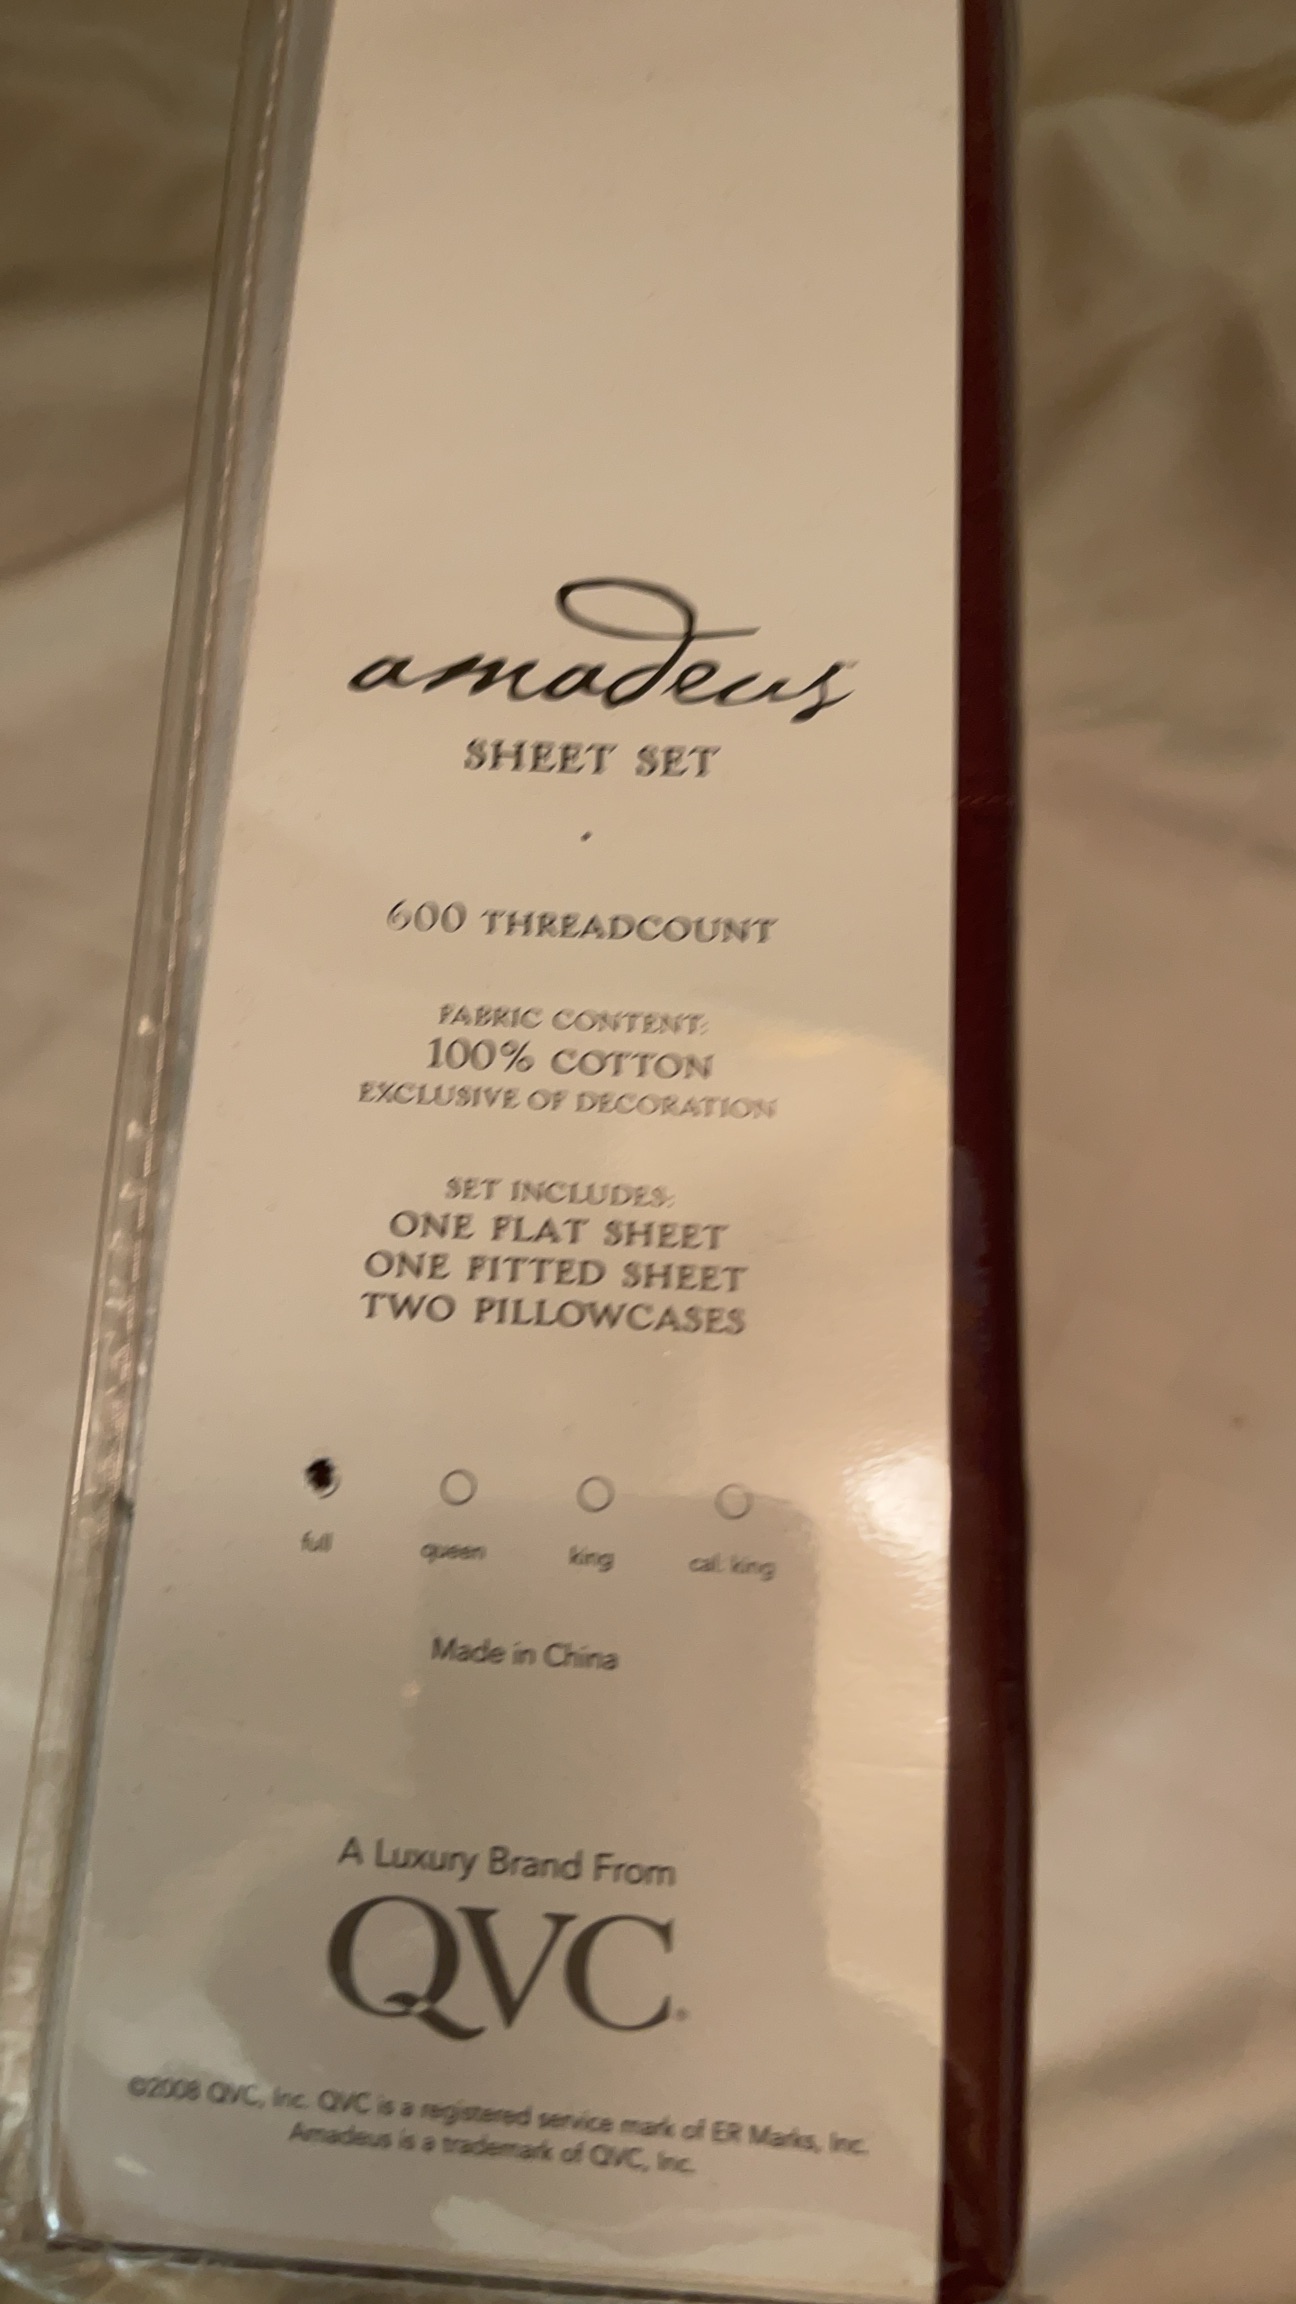 amadeus
SHEET SET
600 THREADCOUNT
FABRIC CONTENT:
100% COTTON
EXCLUSIVE OF DECORATION
SET INCLUDES:
ONE FLAT SHEET
ONE FITTED SHEET
TWO PILLOWCASES
full queen king cal. king
Made in China
A Luxury Brand From
QVC®
©2008 QVC, Inc. QVC is a registered service mark of ER Marks, Inc.
Amadeus is a trademark of QVC, Inc.